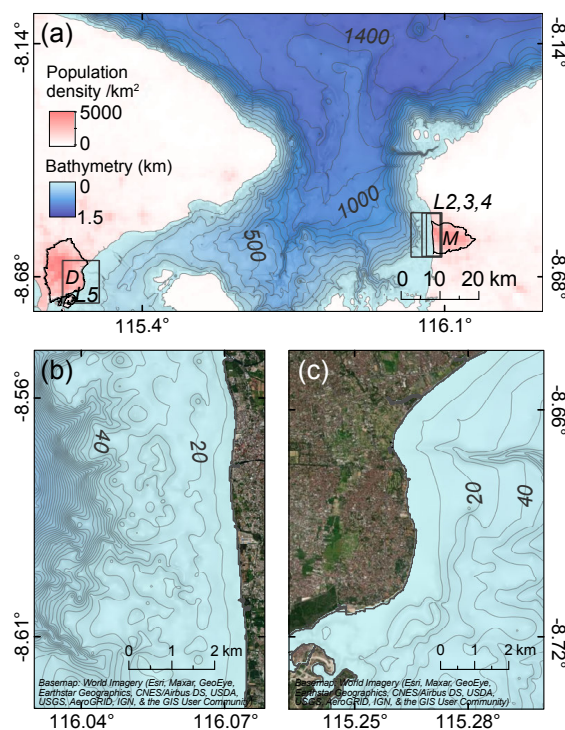 (a)
1400
-8.14°
-8.14°
Population
density /km²
5000
0
Bathymetry (km)
0
1.5
1000
500
L2,3,4
M
D
L5
-8.68°
-8.68°
0 10 20 km
115.4°
116.1°
(b)
-8.56°
40
20
-8.61°
0 1 2 km
Basemap: World Imagery (Esri, Maxar, GeoEye,
Earthstar Geographics, CNES/Airbus DS, USDA,
USGS, AeroGRID, IGN, & the GIS User Community)
116.04°
116.07°
(c)
-8.66°
20
40
-8.72°
0 1 2 km
Basemap: World Imagery (Esri, Maxar, GeoEye,
Earthstar Geographics, CNES/Airbus DS, USDA,
USGS, AeroGRID, IGN, & the GIS User Community)
115.25°
115.28°